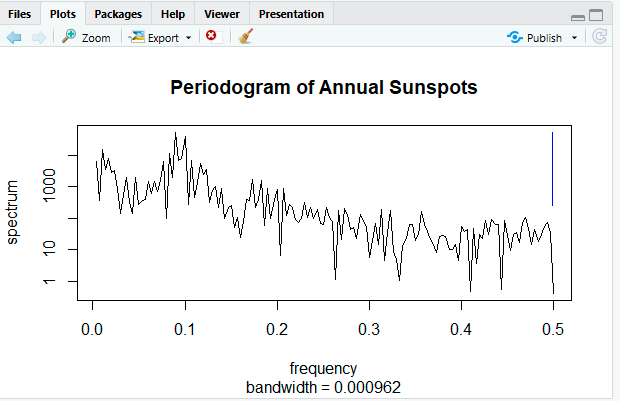 Files Plots Packages Help Viewer Presentation
Zoom Export Publish
Periodogram of Annual Sunspots
spectrum
1000
10
1
0.0 0.1 0.2 0.3 0.4 0.5
frequency
bandwidth = 0.000962